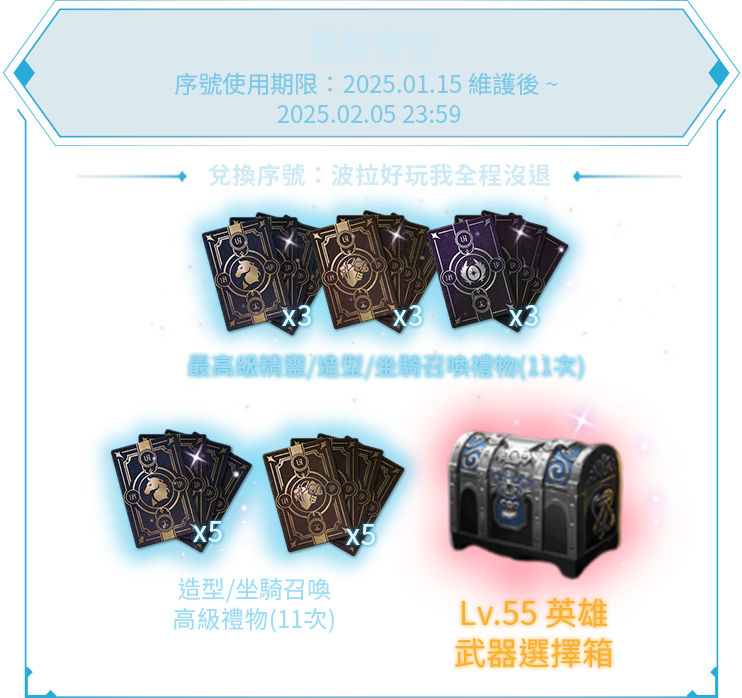 序號使用期限：2025.01.15 維護後 ~
2025.02.05 23:59
兌換序號：波拉好玩我全程沒退
x3
x3
x3
最高級精靈/造型/坐騎召喚禮物(11次)
x5
x5
造型/坐騎召喚
高級禮物(11次)
Lv.55 英雄
武器選擇箱